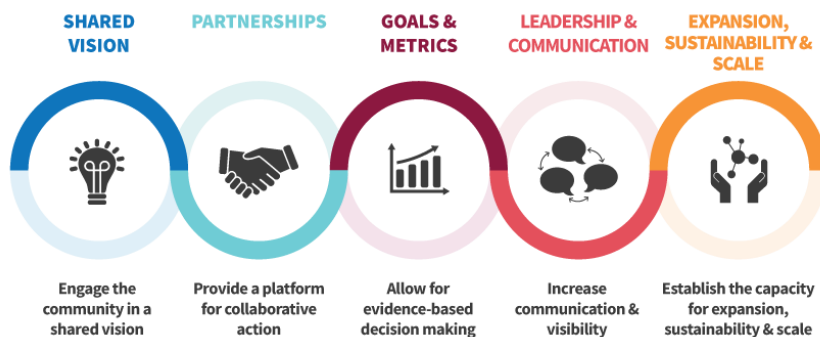 SHARED
VISION
PARTNERSHIPS
GOALS &
METRICS
LEADERSHIP &
COMMUNICATION
EXPANSION,
SUSTAINABILITY &
SCALE
Engage the
community in a
shared vision
Provide a platform
for collaborative
action
Allow for
evidence-based
decision making
Increase
communication &
visibility
Establish the capacity
for expansion,
sustainability & scale